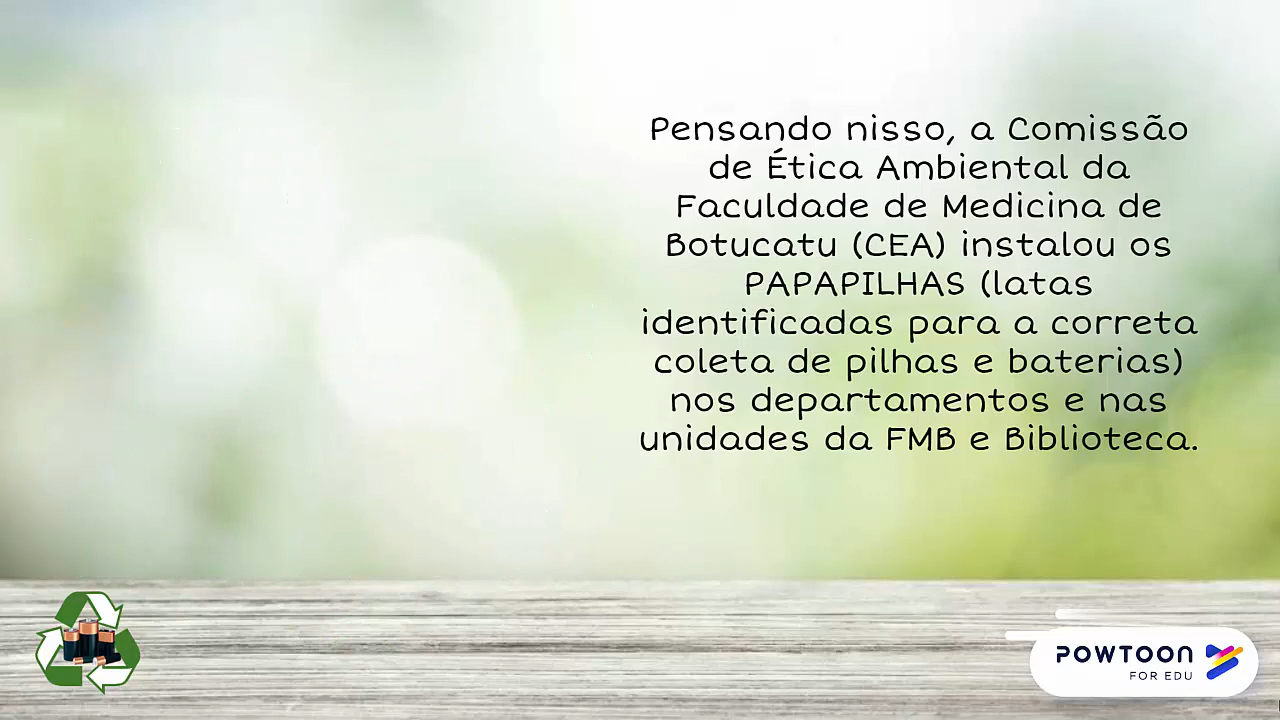 Pensando nisso, a Comissão
de Ética Ambiental da
Faculdade de Medicina de
Botucatu (CEA) instalou os
PAPAPILHAS (latas
identificadas para a correta
coleta de pilhas e baterias)
nos departamentos e nas
unidades da FMB e Biblioteca.
POWTOON
FOR EDU